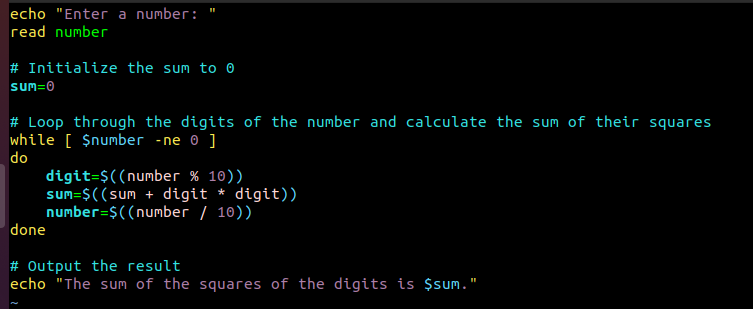 echo "Enter a number: "
read number
# Initialize the sum to 0
sum=0
# Loop through the digits of the number and calculate the sum of their squares
while [ $number -ne 0 ]
do
    digit=$((number % 10))
    sum=$((sum + digit * digit))
    number=$((number / 10))
done
# Output the result
echo "The sum of the squares of the digits is $sum."
~